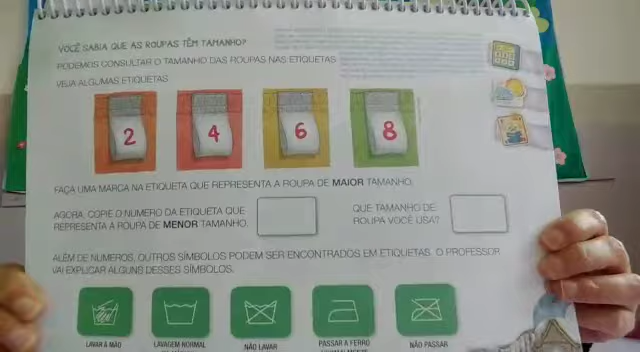 VOCÊ SABIA QUE AS ROUPAS TÊM TAMANHO?
PODEMOS CONSULTAR O TAMANHO DAS ROUPAS NAS ETIQUETAS
VEJA ALGUMAS ETIQUETAS
2 4 6 8
FAÇA UMA MARCA NA ETIQUETA QUE REPRESENTA A ROUPA DE MAIOR TAMANHO.
AGORA, COPIE O NÚMERO DA ETIQUETA QUE
REPRESENTA A ROUPA DE MENOR TAMANHO.
QUE TAMANHO DE
ROUPA VOCÊ USA?
ALÉM DE NÚMEROS, OUTROS SÍMBOLOS PODEM SER ENCONTRADOS EM ETIQUETAS. O PROFESSOR
VAI EXPLICAR ALGUNS DESSES SÍMBOLOS.
LAVAR À MÃO
LAVAGEM NORMAL
NÃO LAVAR
PASSAR A FERRO
NÃO PASSAR